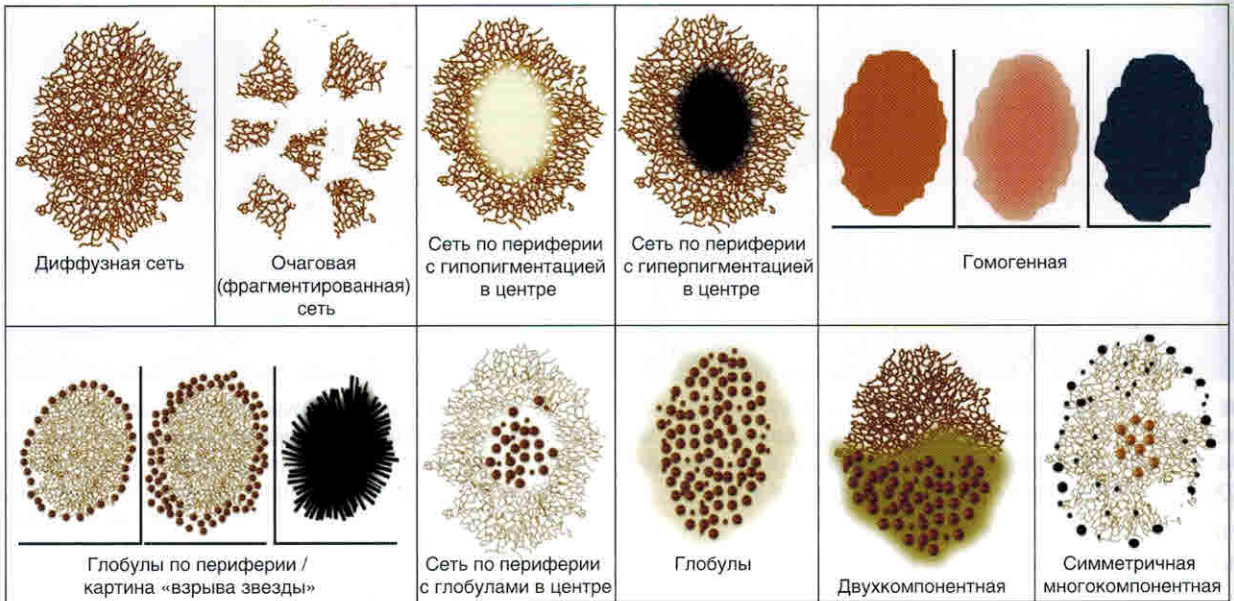 Диффузная сеть
Очаговая
(фрагментированная)
сеть
Сеть по периферии
с гипопигментацией
в центре
Сеть по периферии
с гиперпигментацией
в центре
Гомогенная
Глобулы по периферии /
картина «взрыва звезды»
Сеть по периферии
с глобулами в центре
Глобулы
Двухкомпонентная
Симметричная
многокомпонентная